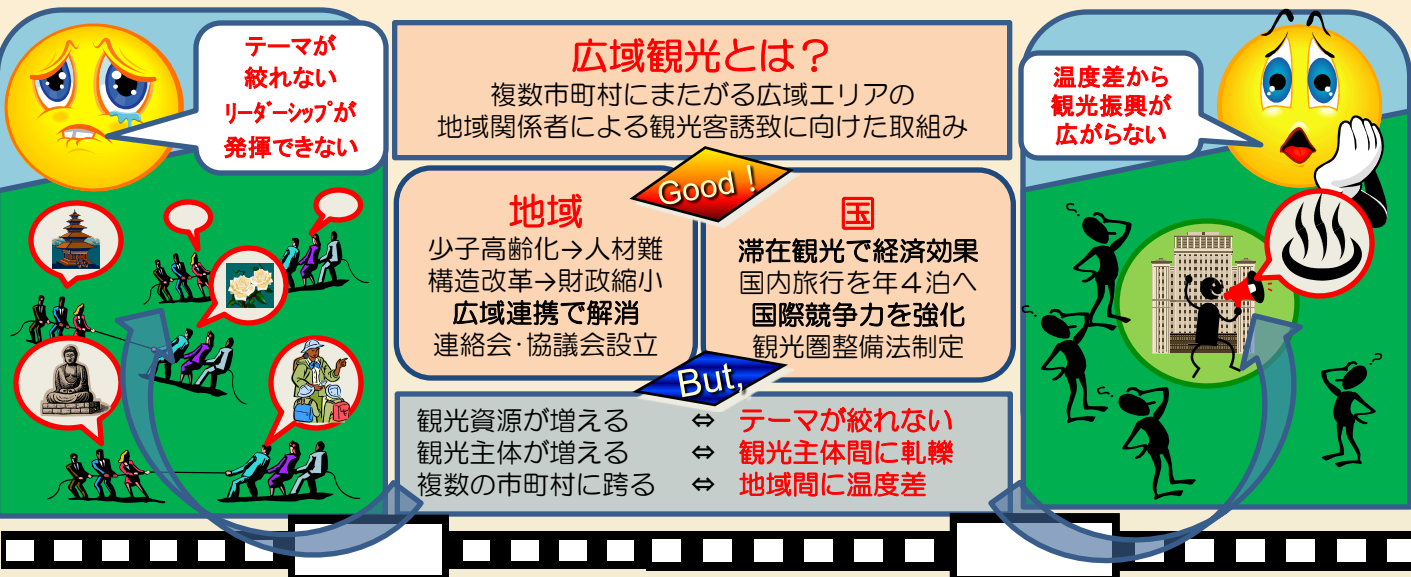 テーマが
絞れない
リーダーシップが
発揮できない
広域観光とは?
複数市町村にまたがる広域エリアの
地域関係者による観光客誘致に向けた取組み
温度差から
観光振興が
広がらない
Good !
地域
少子高齢化→人材難
構造改革→財政縮小
広域連携で解消
連絡会・協議会設立
国
滞在観光で経済効果
国内旅行を年4泊へ
国際競争力を強化
観光圏整備法制定
But,
観光資源が増える ⇔ テーマが絞れない
観光主体が増える ⇔ 観光主体間に軋轢
複数の市町村に跨る ⇔ 地域間に温度差